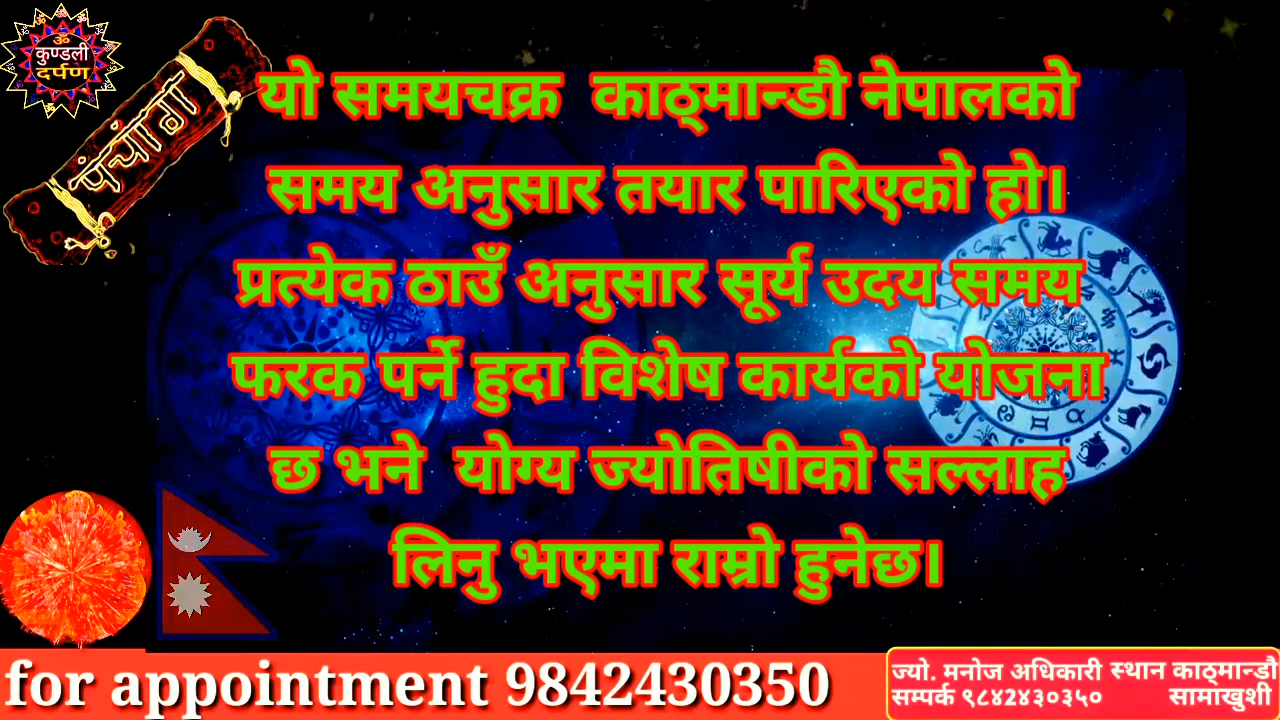 ॐ
कुण्डली
दर्पण
पंचांग
यो समयचक्र काठ्मान्डौ नेपालको
समय अनुसार तयार पारिएको हो।
प्रत्येक ठाउँ अनुसार सूर्य उदय समय
फरक पर्ने हुदा विशेष कार्यको योजना
छ भने योग्य ज्योतिषीको सल्लाह
लिनु भएमा राम्रो हुनेछ।
for appointment 9842430350
ज्यो. मनोज अधिकारी स्थान काठ्मान्डौ
सम्पर्क ९८४२४३०३५० सामाखुशी